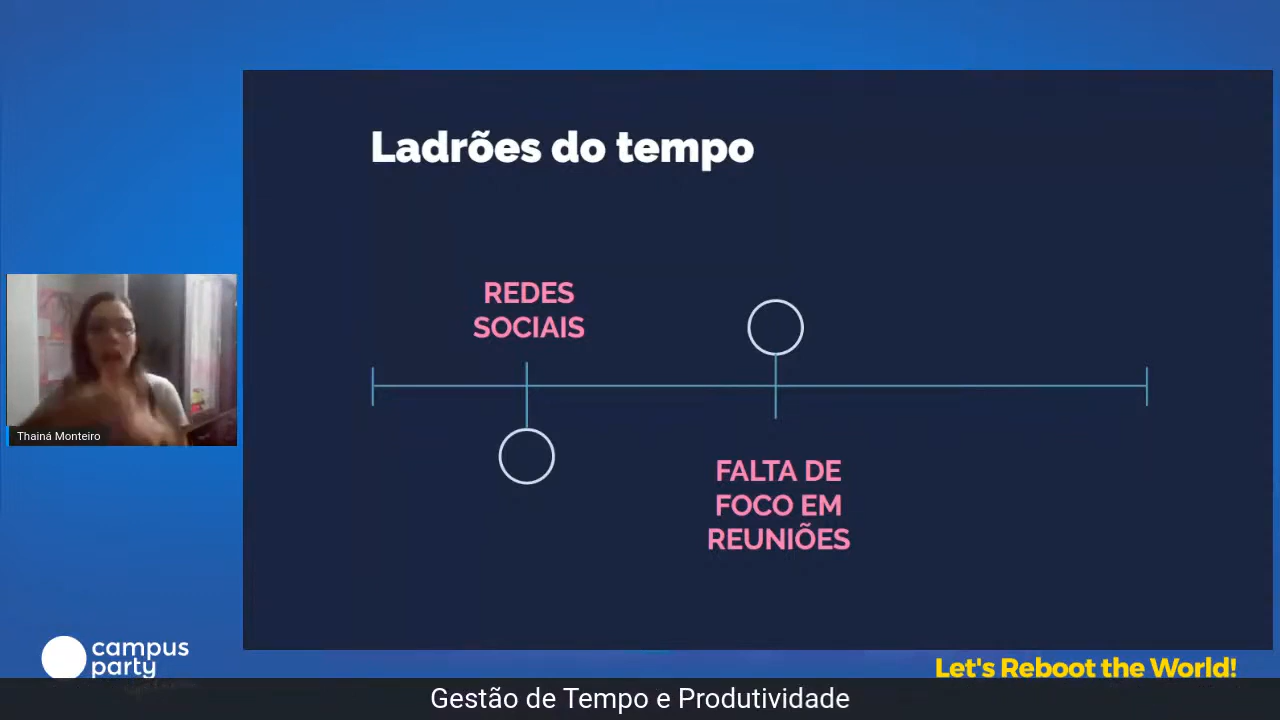 Ladrões do tempo
REDES
SOCIAIS
FALTA DE
FOCO EM
REUNIÕES
Thainá Monteiro
campus
party
Let's Reboot the World!
Gestão de Tempo e Produtividade